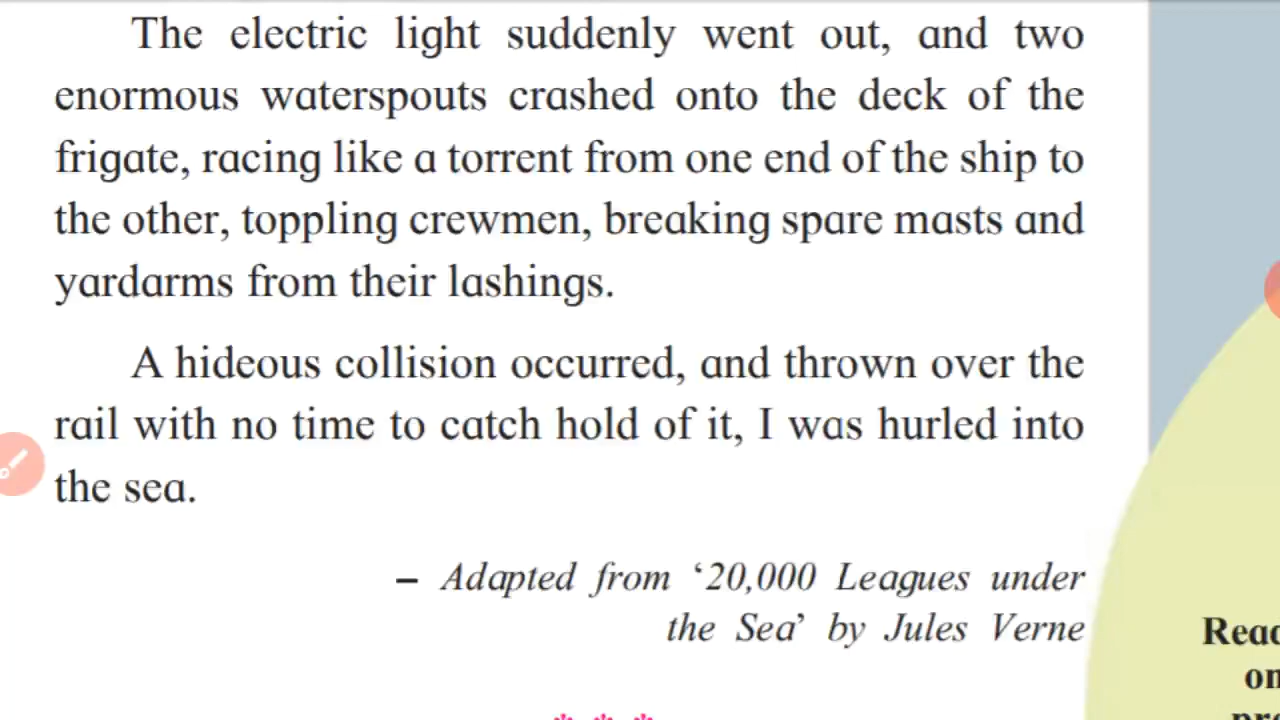 The electric light suddenly went out, and two
enormous waterspouts crashed onto the deck of the
frigate, racing like a torrent from one end of the ship to
the other, toppling crewmen, breaking spare masts and
yardarms from their lashings.
A hideous collision occurred, and thrown over the
rail with no time to catch hold of it, I was hurled into
the sea.
– Adapted from ‘20,000 Leagues under
the Sea’ by Jules Verne
* * *
on